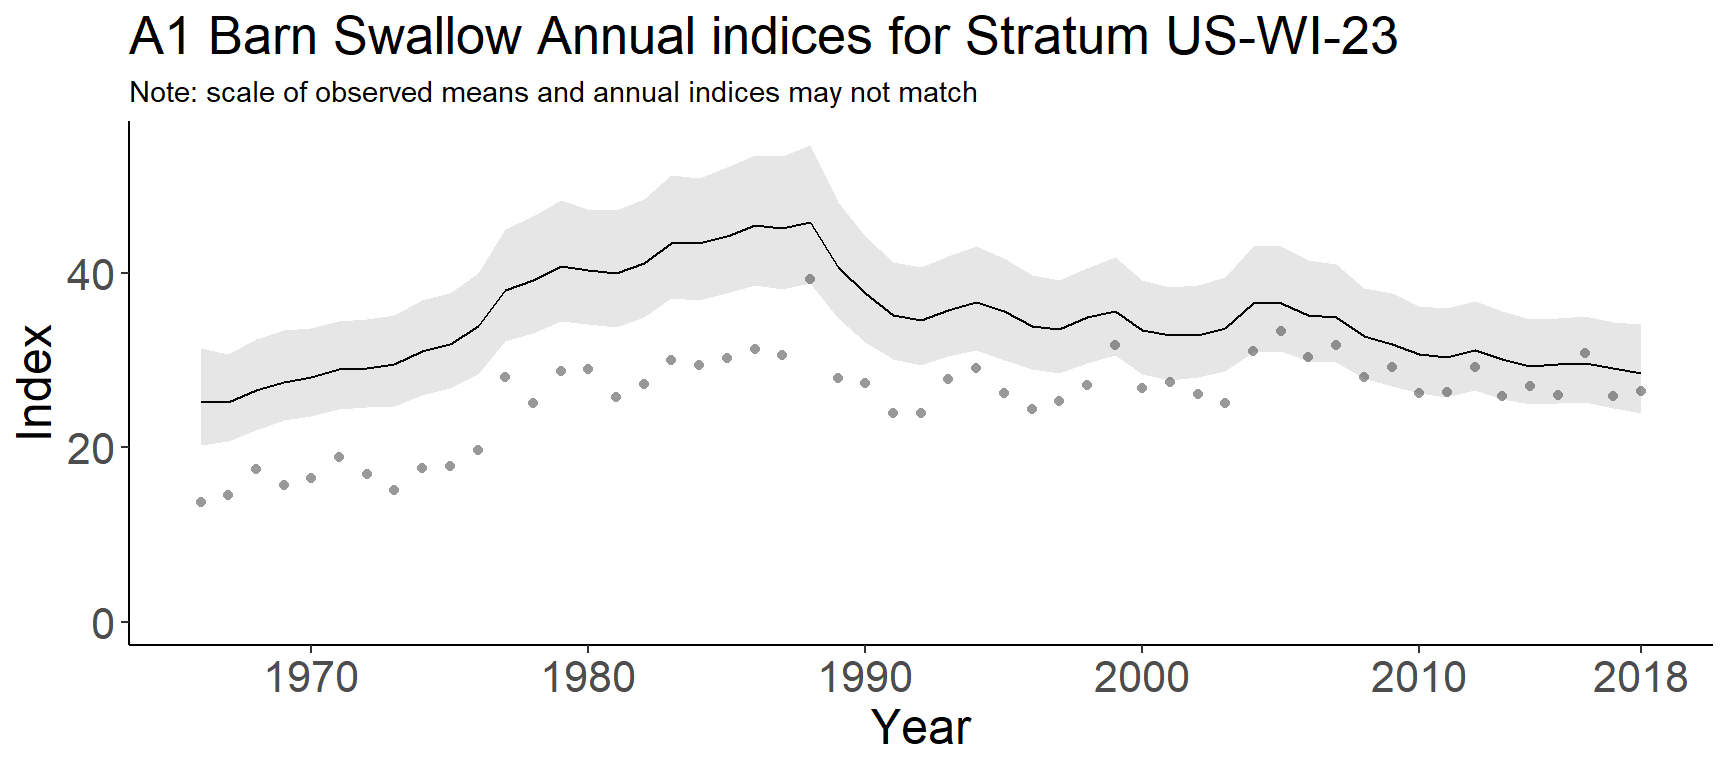 A1 Barn Swallow Annual indices for Stratum US-WI-23
Note: scale of observed means and annual indices may not match
Index
40
20
0
1970 1980 1990 2000 2010 2018
Year